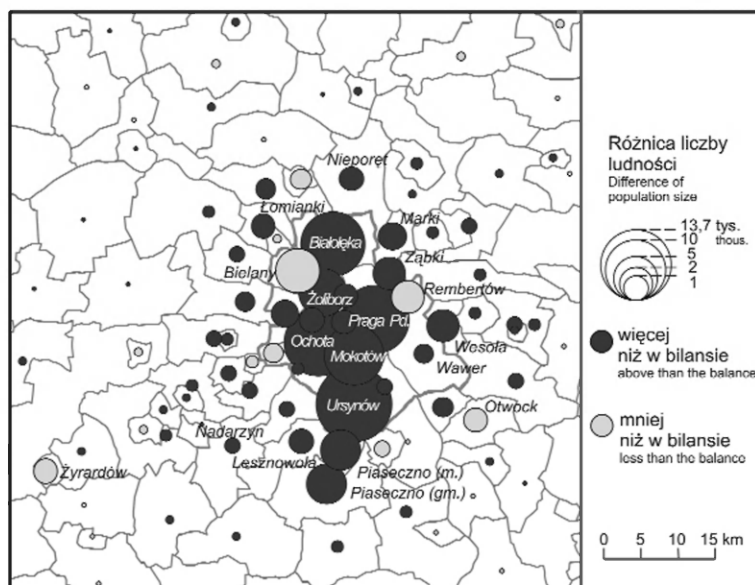 Nieporęt
Łomianki
Marki
Białołęka
Ząbki
Bielany
Rembertów
Żoliborz
Praga Pd.
Ochota
Mokotów
Wesoła
Wawer
Ursynów
Otwock
Nadarzyn
Lesznowola
Żyrardów
Piaseczno (m.)
Piaseczno (gm.)
Różnica liczby
ludności
Difference of
population size
13,7 tys.
10 thous.
5
2
1
więcej
niż w bilansie
above than the balance
mniej
niż w bilansie
less than the balance
0 5 10 15 km